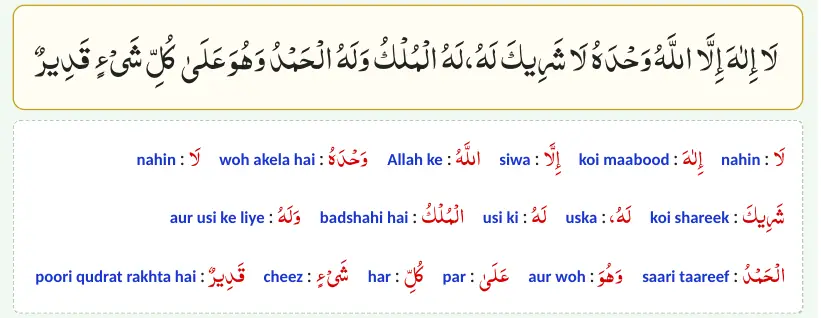 لَا إِلٰهَ إِلَّا اللَّهُ وَحْدَهُ لَا شَرِيكَ لَهُ، لَهُ الْمُلْكُ وَلَهُ الْحَمْدُ وَهُوَ عَلَىٰ كُلِّ شَيْءٍ قَدِيرٌ
لَا : nahin إِلٰهَ : koi maabood إِلَّا : siwa اللَّهُ : Allah ke وَحْدَهُ : woh akela hai لَا : nahin
شَرِيكَ : koi shareek لَهُ، : uska لَهُ : usi ki الْمُلْكُ : badshahi hai وَلَهُ : aur usi ke liye
الْحَمْدُ : saari taareef وَهُوَ : aur woh عَلَىٰ : par كُلِّ : har شَيْءٍ : cheez قَدِيرٌ : poori qudrat rakhta hai